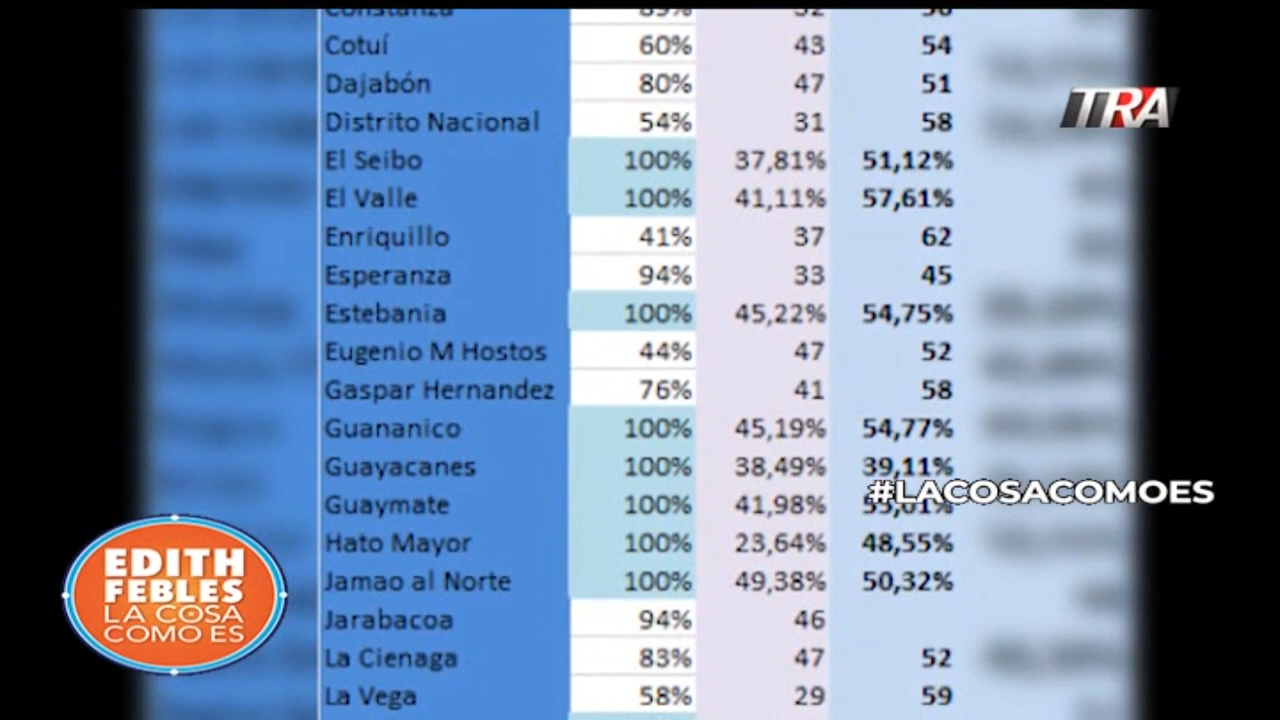 Constanza 89% 32 56
Cotuí 60% 43 54
Dajabón 80% 47 51
TRA
Distrito Nacional 54% 31 58
El Seibo 100% 37,81% 51,12%
El Valle 100% 41,11% 57,61%
Enriquillo 41% 37 62
Esperanza 94% 33 45
Estebania 100% 45,22% 54,75%
Eugenio M Hostos 44% 47 52
Gaspar Hernandez 76% 41 58
Guananico 100% 45,19% 54,77%
Guayacanes 100% 38,49% 39,11%
#LACOSACOMOES
Guaymate 100% 41,98%
Hato Mayor 100% 23,64% 48,55%
Jamao al Norte 100% 49,38% 50,32%
Jarabacoa 94% 46
La Cienaga 83% 47 52
La Vega 58% 29 59
EDITH
FEBLES
LA COSA
COMO ES